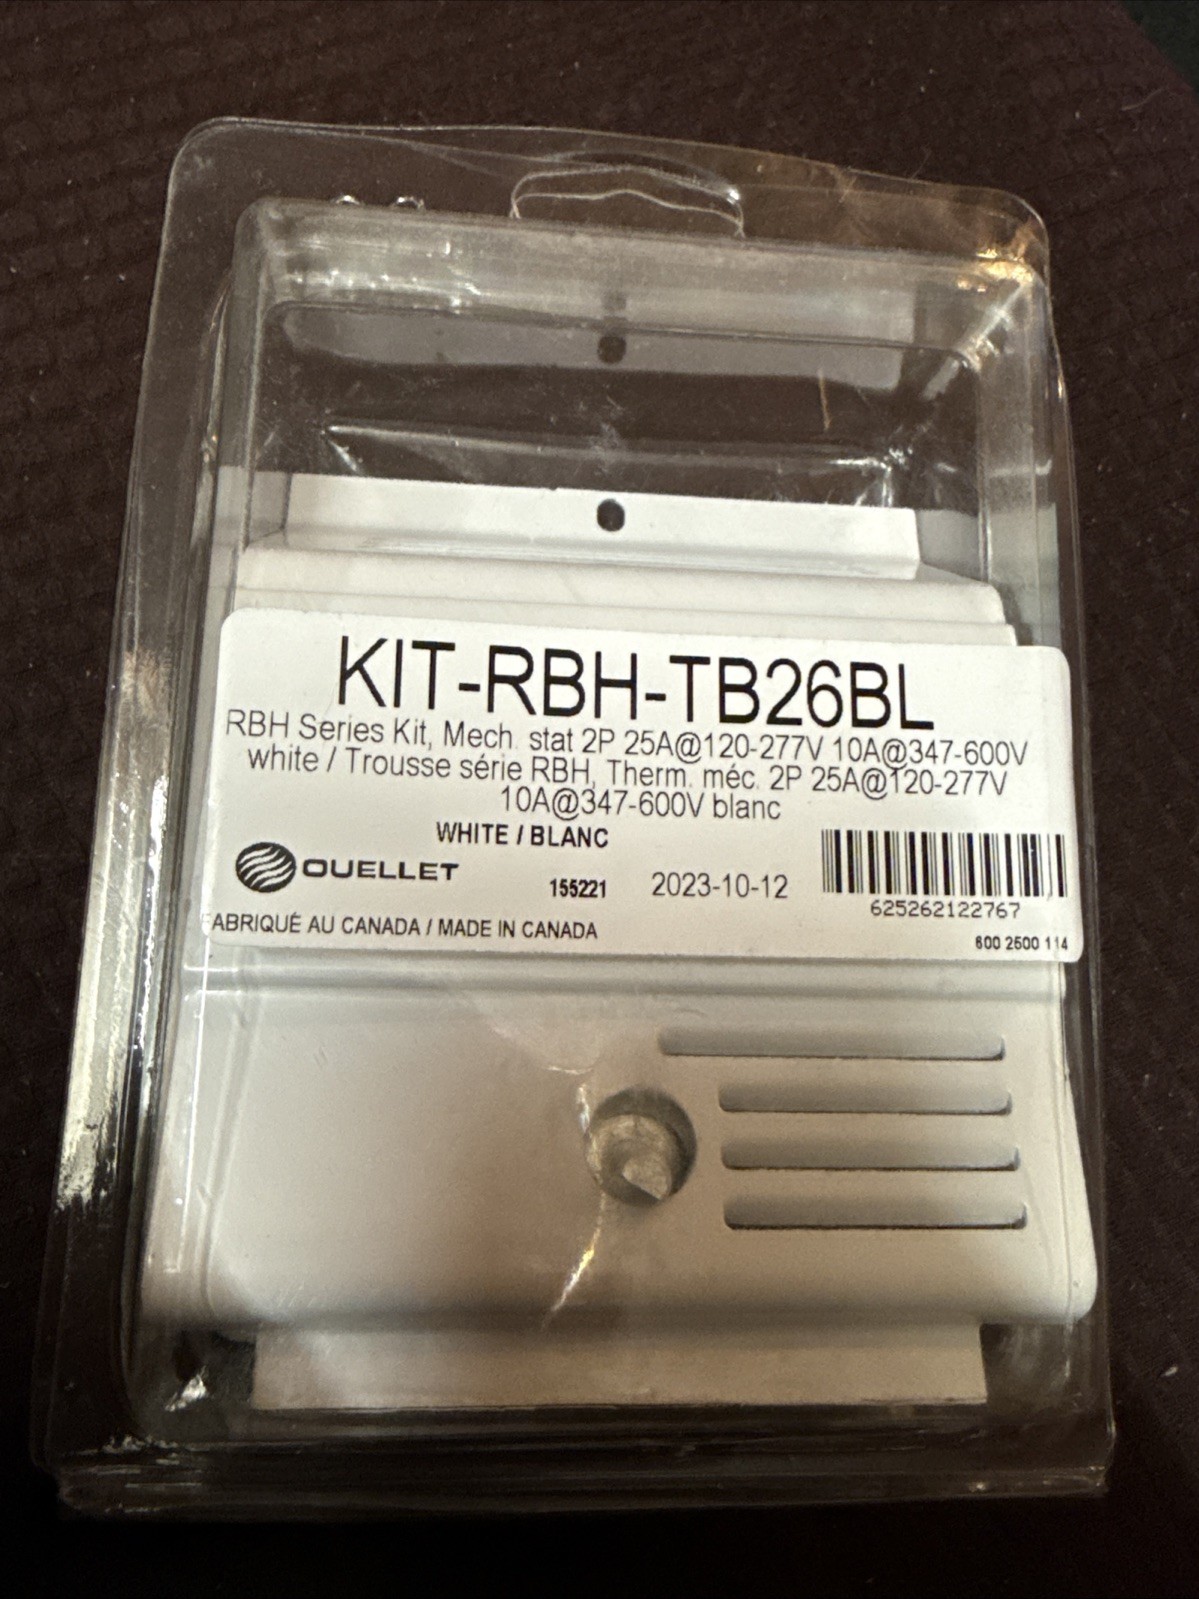 KIT-RBH-TB26BL
RBH Series Kit, Mech. stat 2P 25A@120-277V 10A@347-600V
white / Trousse série RBH, Therm. méc. 2P 25A@120-277V
10A@347-600V blanc
WHITE / BLANC
OUELLET
155221
2023-10-12
625262122767
FABRIQUÉ AU CANADA / MADE IN CANADA
600 2500 114